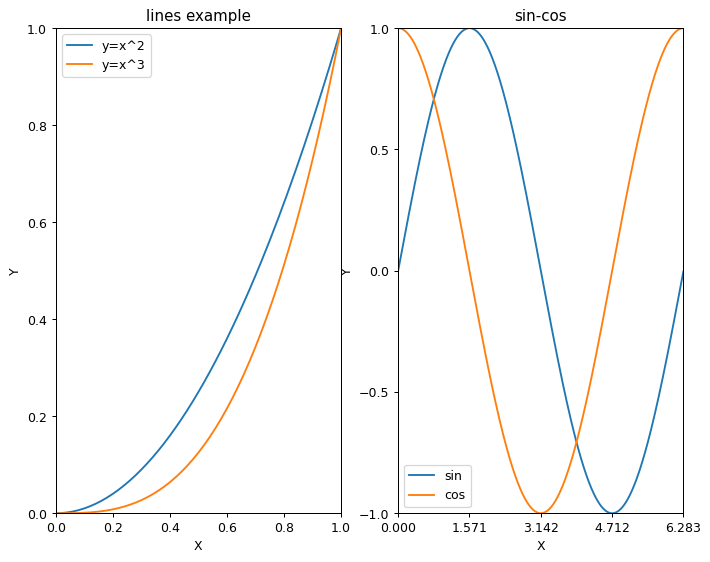 lines example
y=x^2
y=x^3
1.0
0.8
0.6
0.4
0.2
0.0
Y
0.0 0.2 0.4 0.6 0.8 1.0
X
sin-cos
1.0
0.5
0.0
−0.5
−1.0
Y
sin
cos
0.000 1.571 3.142 4.712 6.283
X